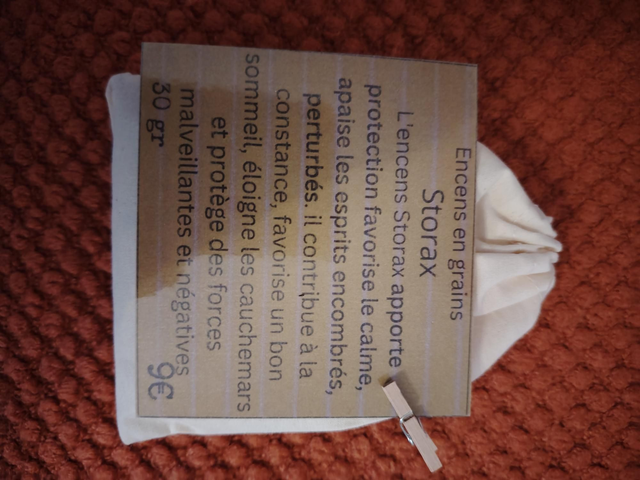 Encens en grains
Storax
L'encens Storax apporte
protection favorise le calme,
apaise les esprits encombrés,
perturbés. il contribue à la
constance, favorise un bon
sommeil, éloigne les cauchemars
et protège des forces
malveillantes et négatives
30 gr 9€